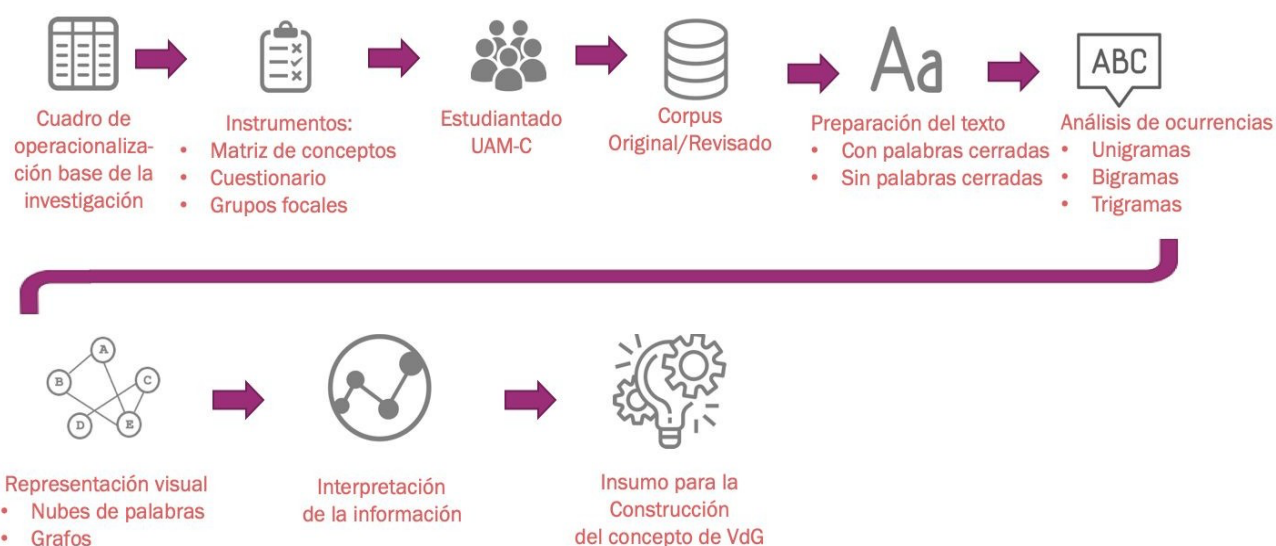 Cuadro de
operacionaliza-
ción base de la
investigación
Instrumentos:
• Matriz de conceptos
• Cuestionario
• Grupos focales
Estudiantado
UAM-C
Corpus
Original/Revisado
Aa
Preparación del texto
• Con palabras cerradas
• Sin palabras cerradas
ABC
Análisis de ocurrencias
• Unigramas
• Bigramas
• Trigramas
A
B
C
D
E
Representación visual
• Nubes de palabras
• Grafos
Interpretación
de la información
Insumo para la
Construcción
del concepto de VdG